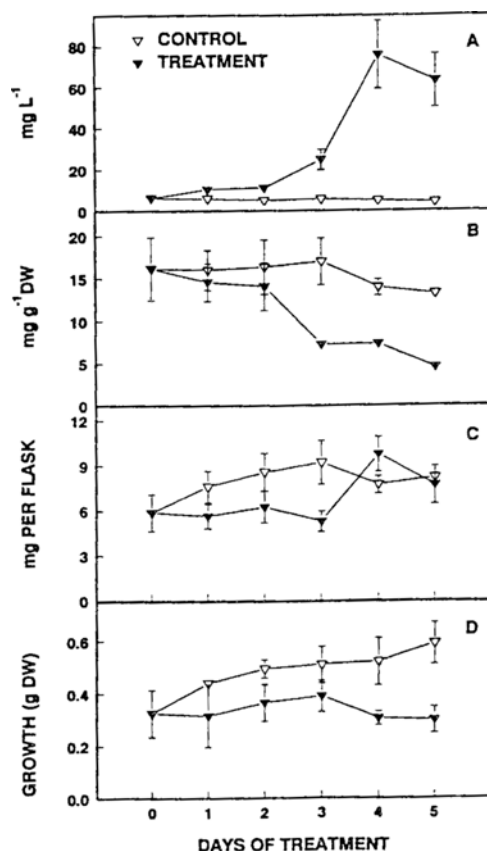 ▽ CONTROL
▼ TREATMENT
A
mg L⁻¹
80
60
40
20
0
B
mg g⁻¹ DW
20
15
10
5
0
C
mg PER FLASK
12
9
6
3
0
D
GROWTH (g DW)
0.6
0.4
0.2
0.0
0 1 2 3 4 5
DAYS OF TREATMENT